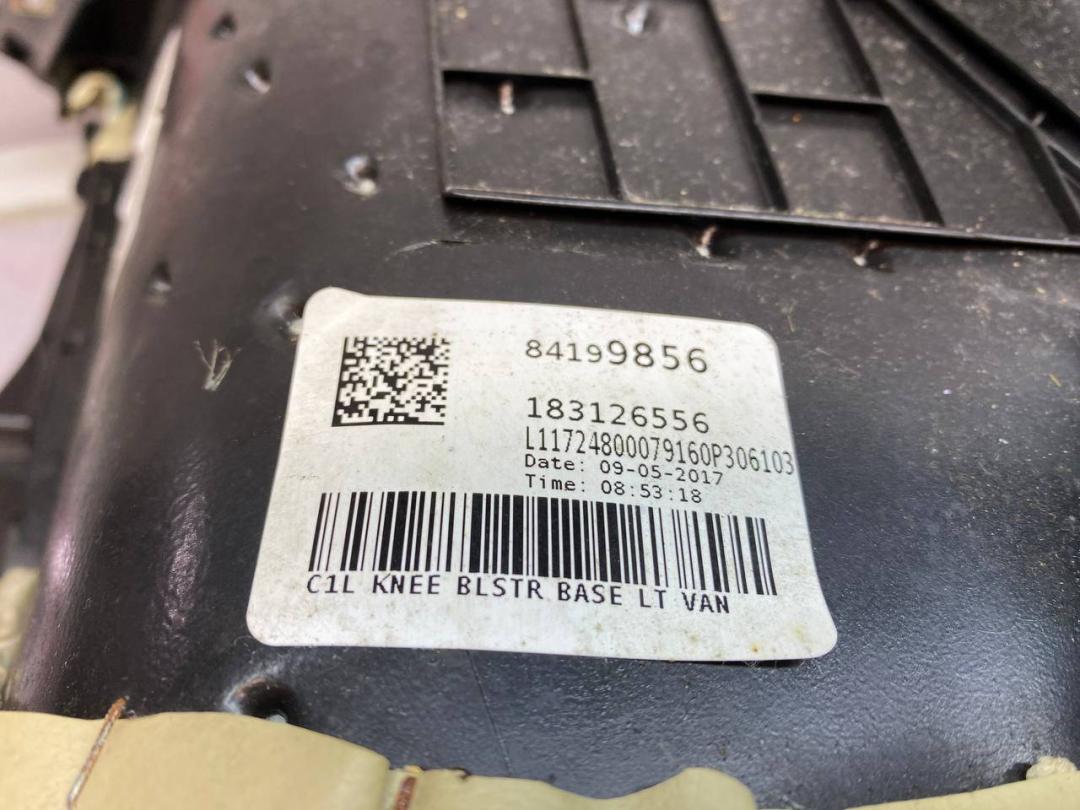 84199856
183126556
L11724800079160P306103
Date: 09-05-2017
Time: 08:53:18
C1L KNEE BLSTR BASE LT VAN